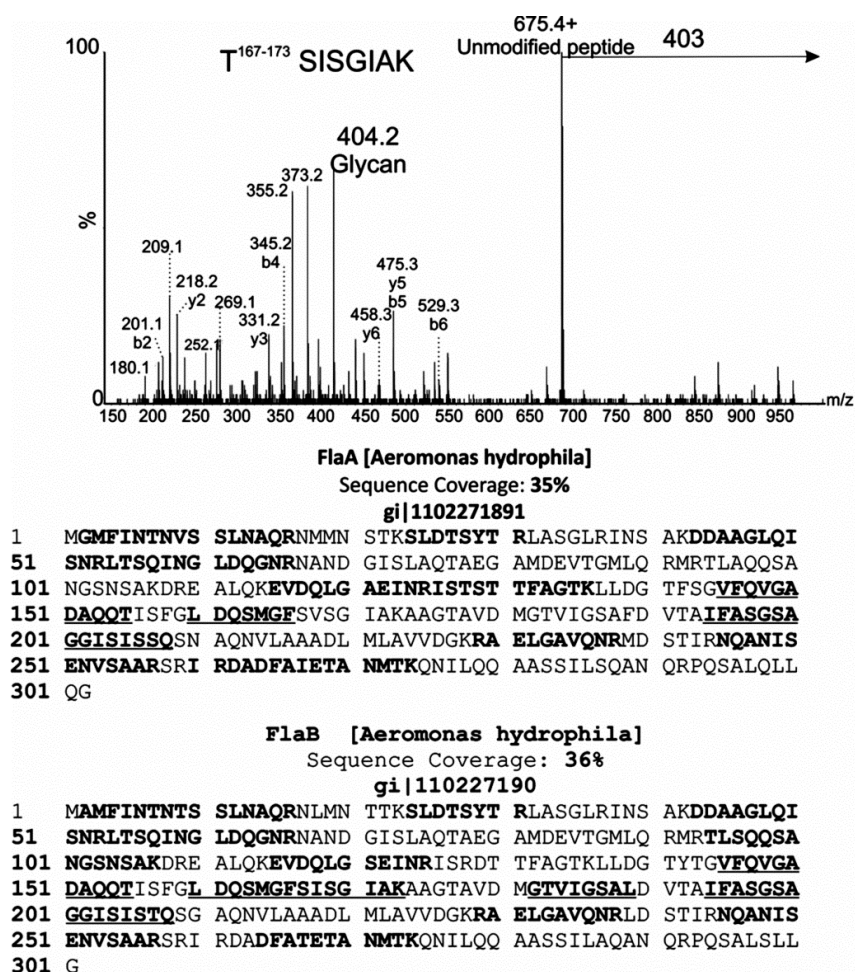 675.4+
Unmodified peptide
403
100
T167-173 SISGIAK
404.2
Glycan
373.2
355.2
%
345.2
b4
209.1
475.3
y5
b5
218.2
y2
269.1
458.3
y6
529.3
b6
331.2
y3
201.1
b2
252.1
180.1
0
150 200 250 300 350 400 450 500 550 600 650 700 750 800 850 900 950 m/z
FlaA [Aeromonas hydrophila]
Sequence Coverage: 35%
gi|1102271891
1 MGMFINTNVS SLNAQRNMMN STKSLDTSYT RLASGLRINS AKDDAAGLQI
51 SNRLTSQING LDQGNRNAND GISLAQTAEG AMDEVTGMLQ RMRTLAQQSA
101 NGSNSAKDRE ALQKEVDQLG AEINRISTST TFAGTKLLDG TFSGVFQVGA
151 DAQQTISFGL DQSMGFSVSG IAKAAGTAVD MGTVIGSAFD VTAIFASGSA
201 GGISISSQSN AQNVLAAADL MLAVVDGKRA ELGAVQNRMD STIRNQANIS
251 ENVSAARSRI RDADFAIETA NMTKQNILQQ AASSILSQAN QRPQSALQLL
301 QG
FlaB [Aeromonas hydrophila]
Sequence Coverage: 36%
gi|110227190
1 MAMFINTNTS SLNAQRNLMN TTKSLDTSYT RLASGLRINS AKDDAAGLQI
51 SNRLTSQING LDQGNRNAND GISLAQTAEG AMDEVTGMLQ RMRTLSQQSA
101 NGSNSAKDRE ALQKEVDQLG SEINRISRDT TFAGTKLLDG TYTGVFQVGA
151 DAQQTISFGL DQSMGFSISG IAKAAGTAVD MGTVIGSALD VTAIFASGSA
201 GGISISTQSG AQNVLAAADL MLAVVDGKRA ELGAVQNRLD STIRNQANIS
251 ENVSAARSRI RDADFATETA NMTKQNILQQ AASSILAQAN QRPQSALSLL
301 G